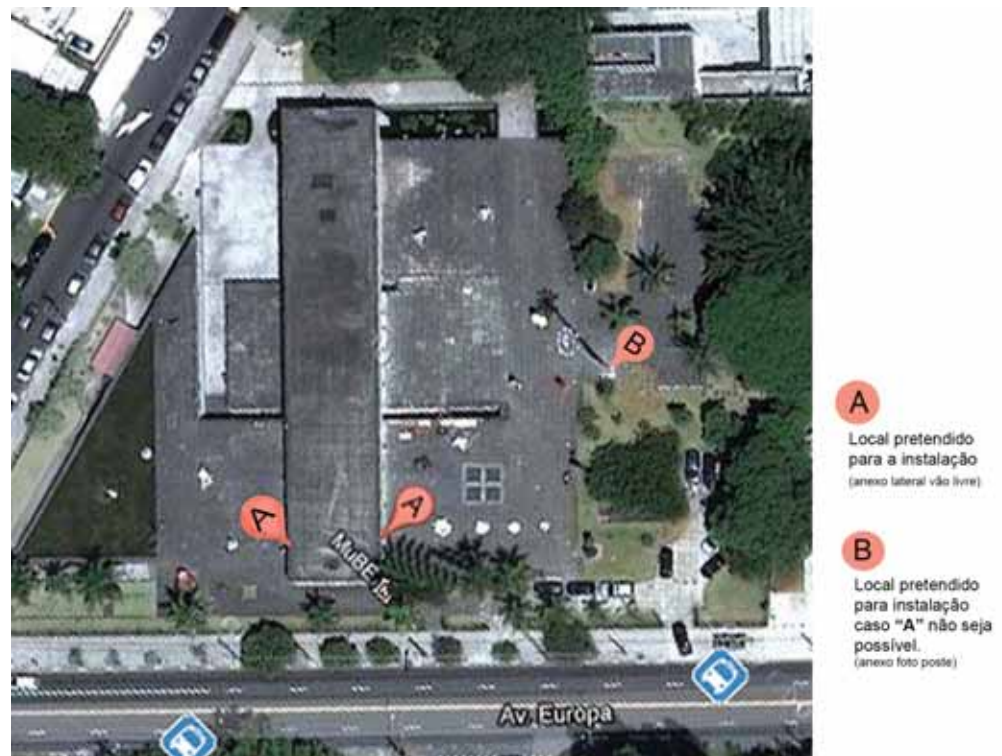 B
A
A
MuBE
Av. Europa
A
Local pretendido
para a instalação
(anexo lateral vão livre)
B
Local pretendido
para instalação
caso "A" não seja
possível.
(anexo foto poste)